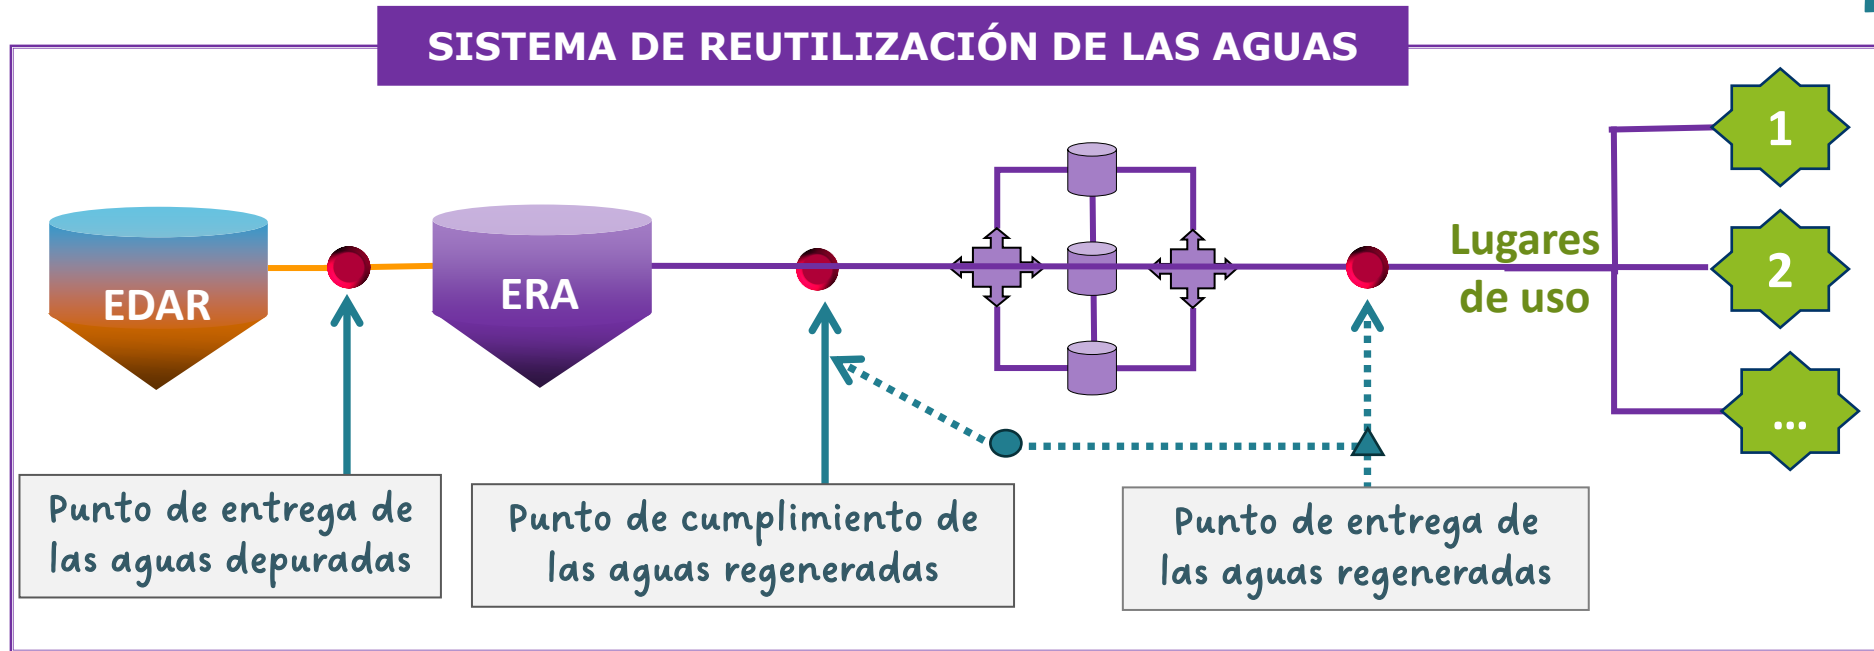 SISTEMA DE REUTILIZACIÓN DE LAS AGUAS
EDAR
ERA
Lugares
de uso
1
2
...
Punto de entrega de
las aguas depuradas
Punto de cumplimiento de
las aguas regeneradas
Punto de entrega de
las aguas regeneradas